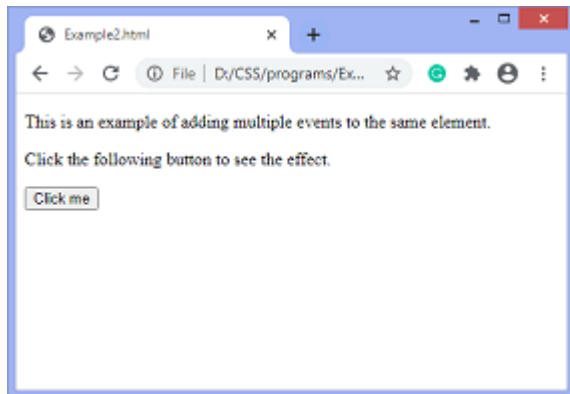 Example2.html
File | D:/CSS/programs/Ex...
This is an example of adding multiple events to the same element.
Click the following button to see the effect.
Click me